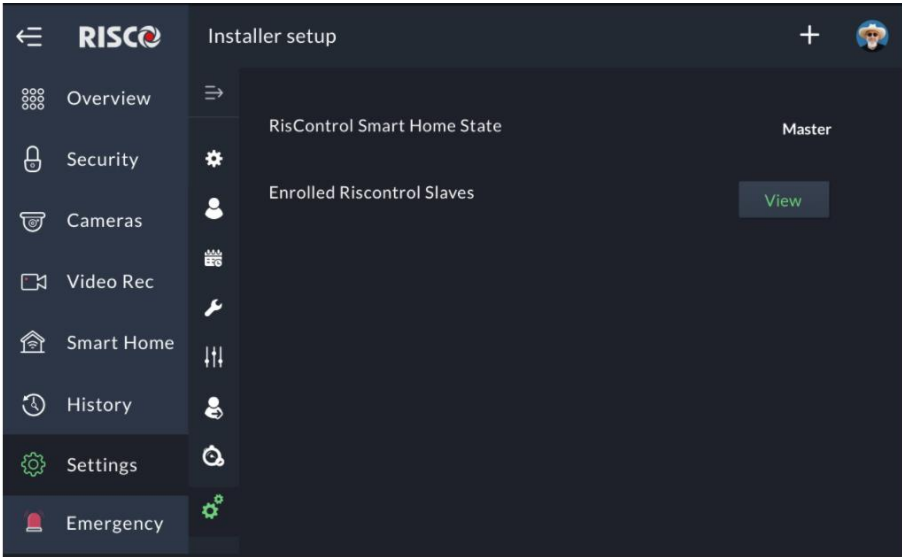 RISCO
Installer setup
+
Overview
Security
Cameras
Video Rec
Smart Home
History
Settings
Emergency
RisControl Smart Home State
Master
Enrolled Riscontrol Slaves
View